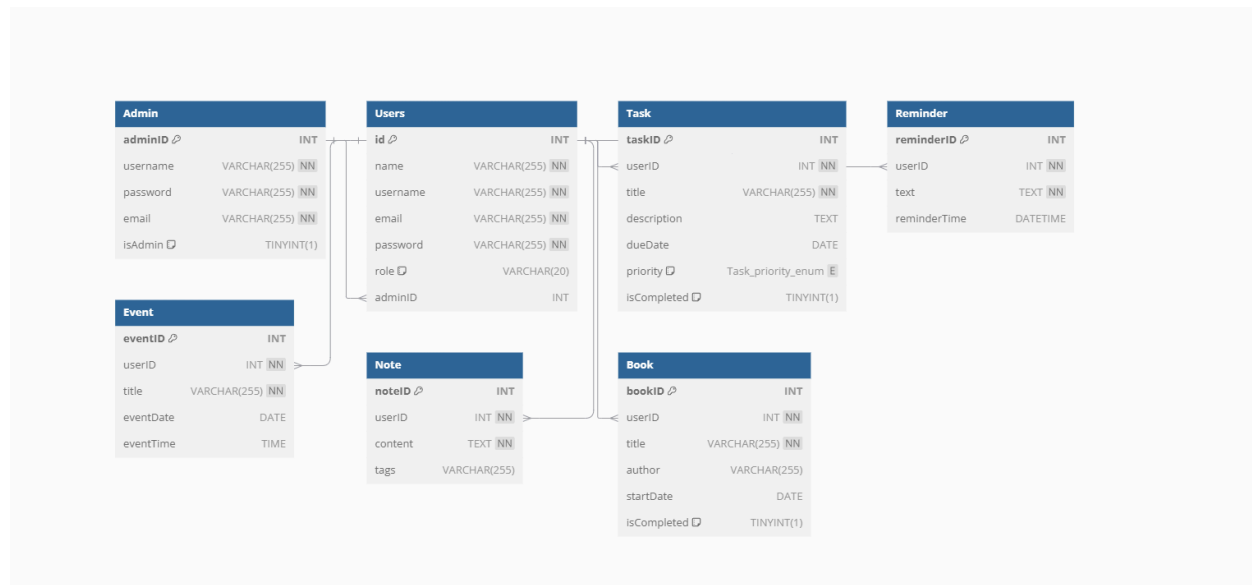 Admin
adminID INT
username VARCHAR(255) NN
password VARCHAR(255) NN
email VARCHAR(255) NN
isAdmin TINYINT(1)
Users
id INT
name VARCHAR(255) NN
username VARCHAR(255) NN
email VARCHAR(255) NN
password VARCHAR(255) NN
role VARCHAR(20)
adminID INT
Task
taskID INT
userID INT NN
title VARCHAR(255) NN
description TEXT
dueDate DATE
priority Task_priority_enum E
isCompleted TINYINT(1)
Reminder
reminderID INT
userID INT NN
text TEXT NN
reminderTime DATETIME
Event
eventID INT
userID INT NN
title VARCHAR(255) NN
eventDate DATE
eventTime TIME
Note
noteID INT
userID INT NN
content TEXT NN
tags VARCHAR(255)
Book
bookID INT
userID INT NN
title VARCHAR(255) NN
author VARCHAR(255)
startDate DATE
isCompleted TINYINT(1)